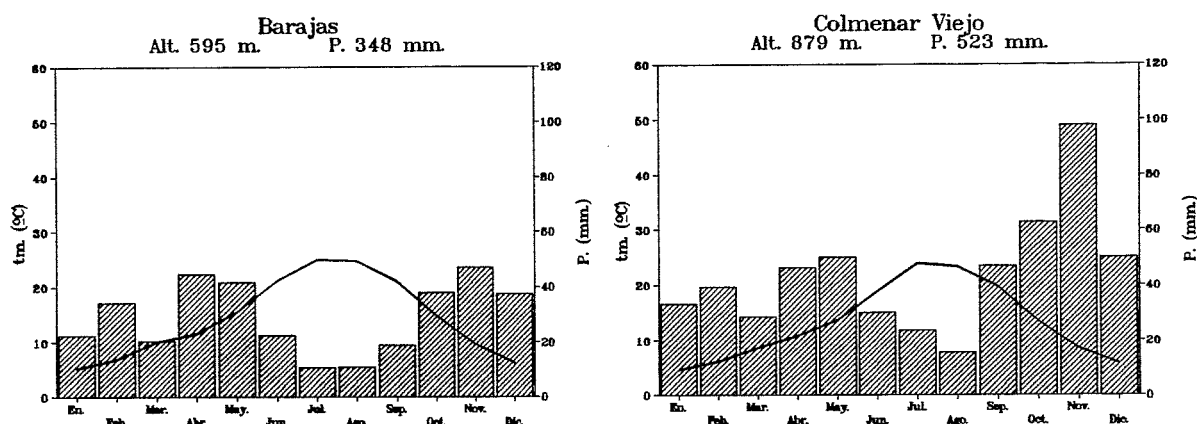 Barajas
Alt. 595 m. P. 348 mm.
60
50
40
30
20
10
0
tm. (ºC)
120
100
80
60
40
20
0
P. (mm.)
En. Feb. Mar. Abr. May. Jun. Jul. Ago. Sep. Oct. Nov. Dic.
Colmenar Viejo
Alt. 879 m. P. 523 mm.
60
50
40
30
20
10
0
tm. (ºC)
120
100
80
60
40
20
0
P. (mm.)
En. Feb. Mar. Abr. May. Jun. Jul. Ago. Sep. Oct. Nov. Dic.